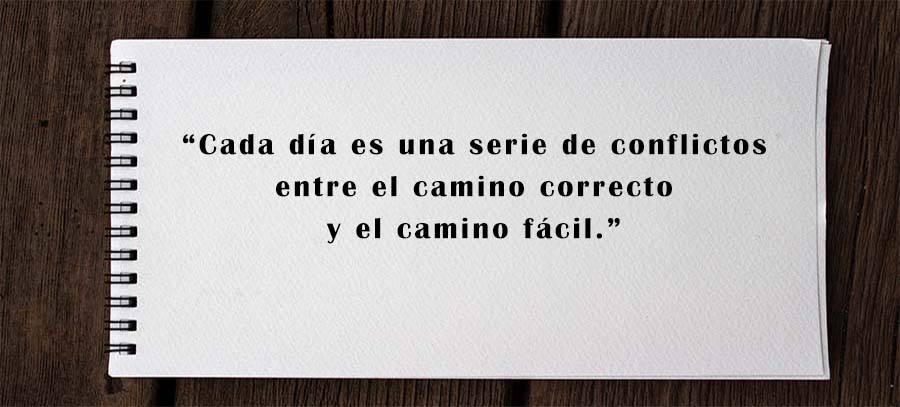 “Cada día es una serie de conflictos
entre el camino correcto
y el camino fácil.”